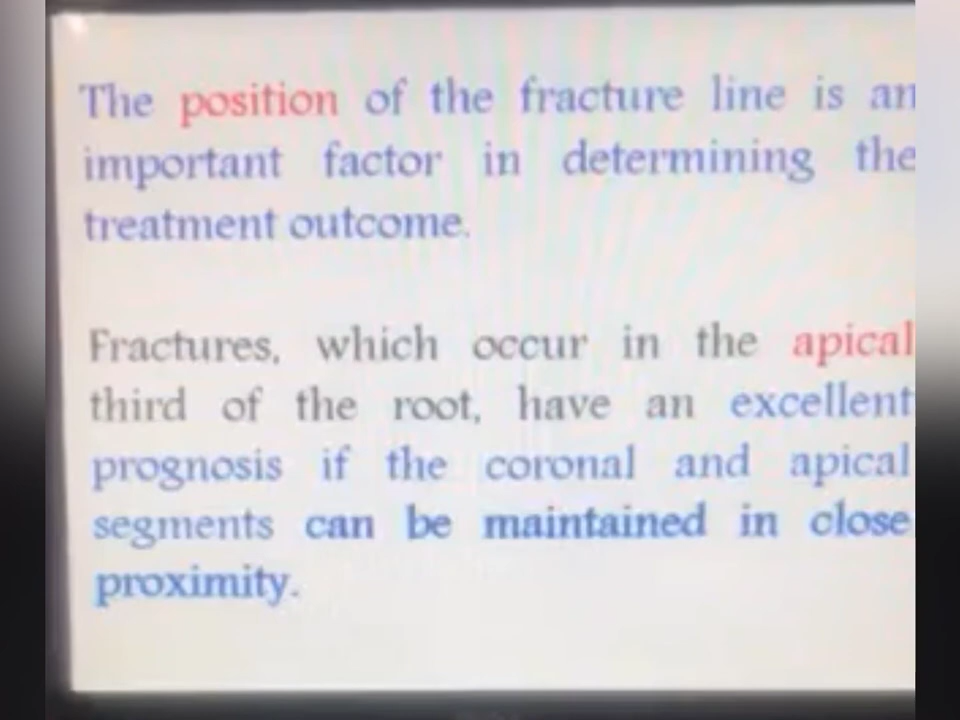 The position of the fracture line is an
important factor in determining the
treatment outcome.
Fractures, which occur in the apical
third of the root, have an excellent
prognosis if the coronal and apical
segments can be maintained in close
proximity.